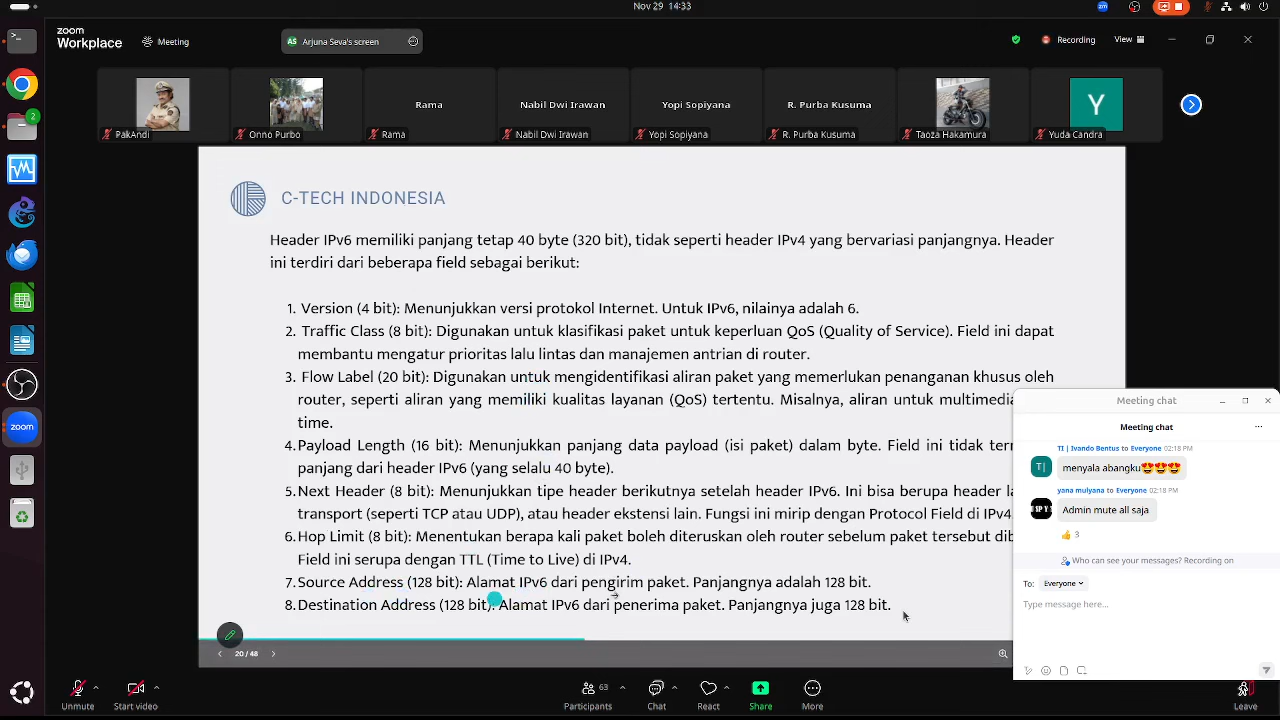 Nov 29 14:33
zoom
Workplace
Meeting
AS Arjuna Seva's screen
Recording
View
PakAndi
Onno Purbo
Rama
Rama
Nabil Dwi Irawan
Nabil Dwi Irawan
Yopi Sopiyana
Yopi Sopiyana
R. Purba Kusuma
R. Purba Kusuma
Taoza Hakamura
Y
Yuda Candra
2
zoom
C-TECH INDONESIA
Header IPv6 memiliki panjang tetap 40 byte (320 bit), tidak seperti header IPv4 yang bervariasi panjangnya. Header
ini terdiri dari beberapa field sebagai berikut:
1. Version (4 bit): Menunjukkan versi protokol Internet. Untuk IPv6, nilainya adalah 6.
2. Traffic Class (8 bit): Digunakan untuk klasifikasi paket untuk keperluan QoS (Quality of Service). Field ini dapat
membantu mengatur prioritas lalu lintas dan manajemen antrian di router.
3. Flow Label (20 bit): Digunakan untuk mengidentifikasi aliran paket yang memerlukan penanganan khusus oleh
router, seperti aliran yang memiliki kualitas layanan (QoS) tertentu. Misalnya, aliran untuk multimedia
time.
4. Payload Length (16 bit): Menunjukkan panjang data payload (isi paket) dalam byte. Field ini tidak
panjang dari header IPv6 (yang selalu 40 byte).
5. Next Header (8 bit): Menunjukkan tipe header berikutnya setelah header IPv6. Ini bisa berupa header
transport (seperti TCP atau UDP), atau header ekstensi lain. Fungsi ini mirip dengan Protocol Field di IPv4
6. Hop Limit (8 bit): Menentukan berapa kali paket boleh diteruskan oleh router sebelum paket tersebut
Field ini serupa dengan TTL (Time to Live) di IPv4.
7. Source Address (128 bit): Alamat IPv6 dari pengirim paket. Panjangnya adalah 128 bit.
8. Destination Address (128 bit): Alamat IPv6 dari penerima paket. Panjangnya juga 128 bit.
20 / 48
Meeting chat
Meeting chat
TI | Ivando Bentus to Everyone 02:18 PM
T|
menyala abangku😍😍😍
yana mulyana to Everyone 02:18 PM
Admin mute all saja
👍 3
Who can see your messages? Recording on
To: Everyone
Type message here...
Unmute
Start video
63
Participants
Chat
React
Share
More
Leave